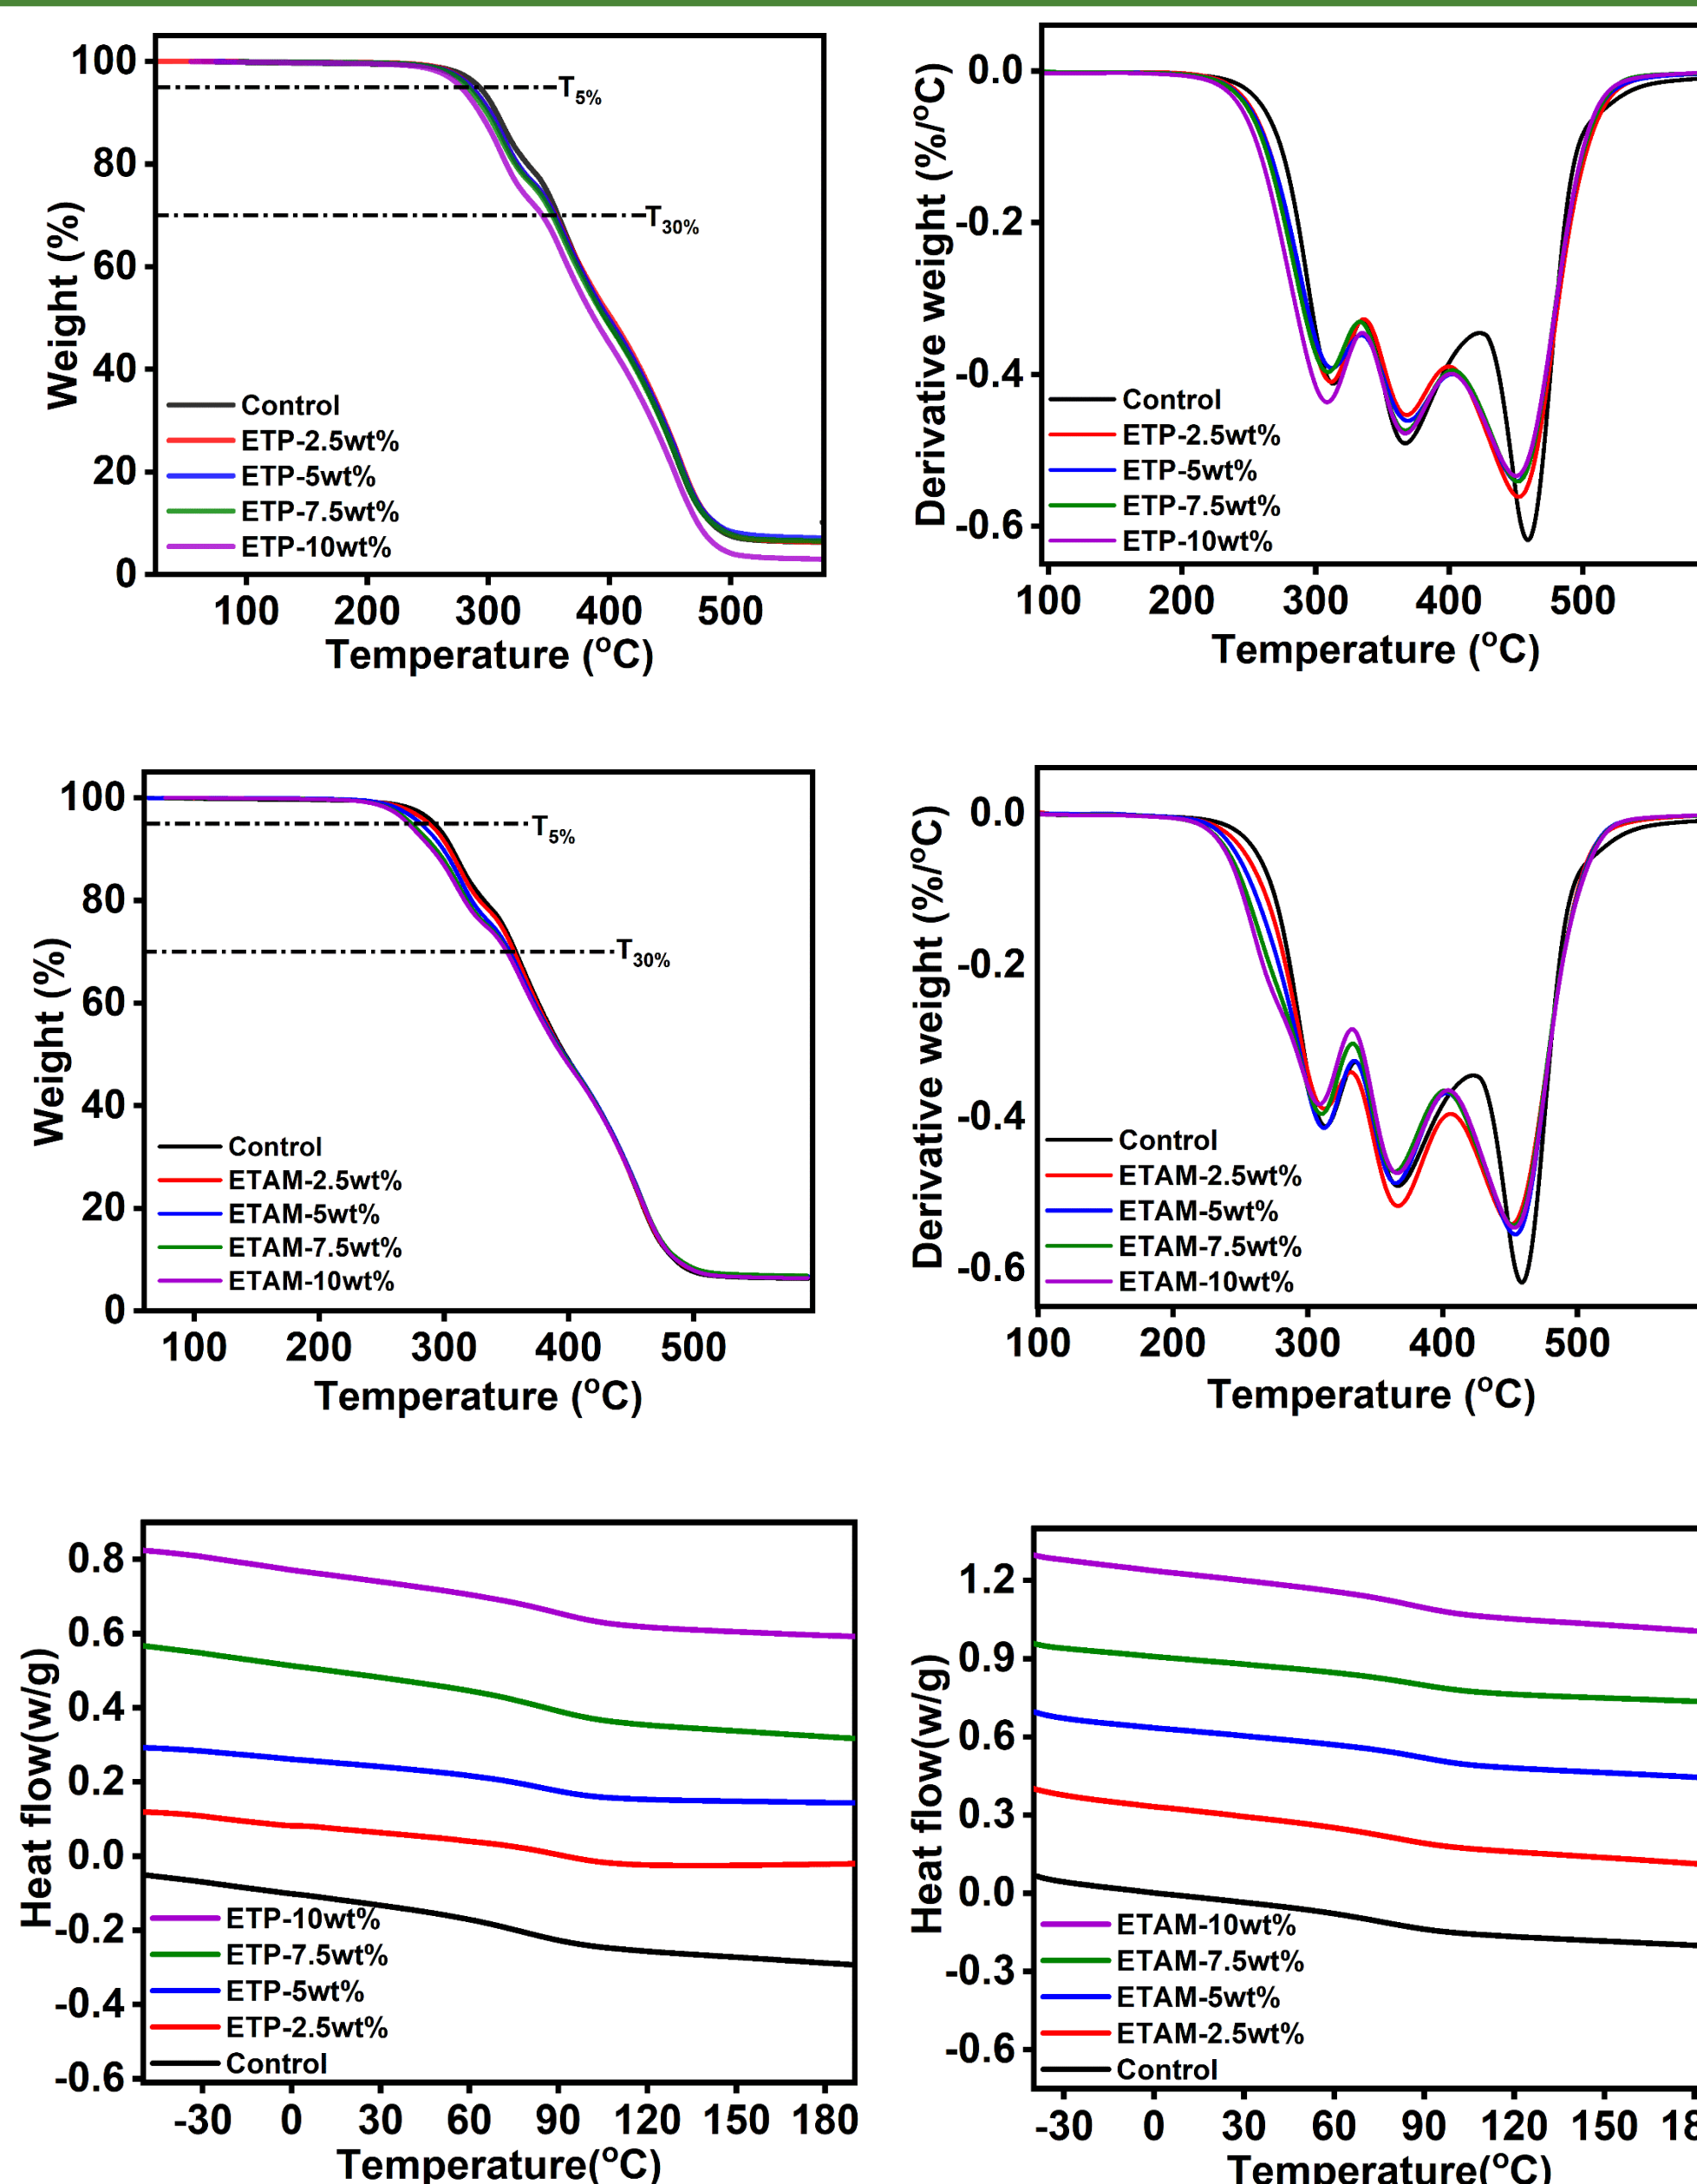 100
80
60
40
20
0
Weight (%)
T5%
T30%
Control
ETP-2.5wt%
ETP-5wt%
ETP-7.5wt%
ETP-10wt%
100 200 300 400 500
Temperature (oC)
0.0
-0.2
-0.4
-0.6
Derivative weight (%/oC)
Control
ETP-2.5wt%
ETP-5wt%
ETP-7.5wt%
ETP-10wt%
100 200 300 400 500
Temperature (oC)
100
80
60
40
20
0
Weight (%)
T5%
T30%
Control
ETAM-2.5wt%
ETAM-5wt%
ETAM-7.5wt%
ETAM-10wt%
100 200 300 400 500
Temperature (oC)
0.0
-0.2
-0.4
-0.6
Derivative weight (%/oC)
Control
ETAM-2.5wt%
ETAM-5wt%
ETAM-7.5wt%
ETAM-10wt%
100 200 300 400 500
Temperature (oC)
0.8
0.6
0.4
0.2
0.0
-0.2
-0.4
-0.6
Heat flow(w/g)
ETP-10wt%
ETP-7.5wt%
ETP-5wt%
ETP-2.5wt%
Control
-30 0 30 60 90 120 150 180
Temperature(oC)
1.2
0.9
0.6
0.3
0.0
-0.3
-0.6
Heat flow(w/g)
ETAM-10wt%
ETAM-7.5wt%
ETAM-5wt%
ETAM-2.5wt%
Control
-30 0 30 60 90 120 150
Temperature(oC)